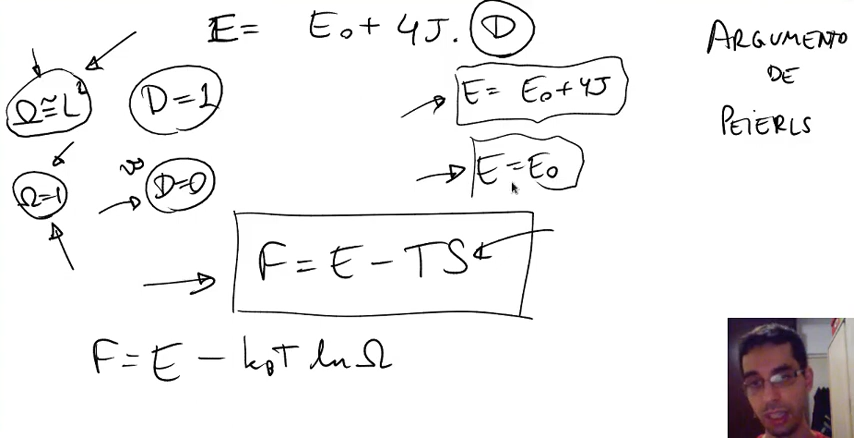 E = E₀ + 4J. D
ARGUMENTO
DE
PEIERLS
Ω ≅ L² D = 1
E = E₀ + 4J
Ω = 1 D = 0
E = E₀
F = E − TS
F = E − k_BT ln Ω